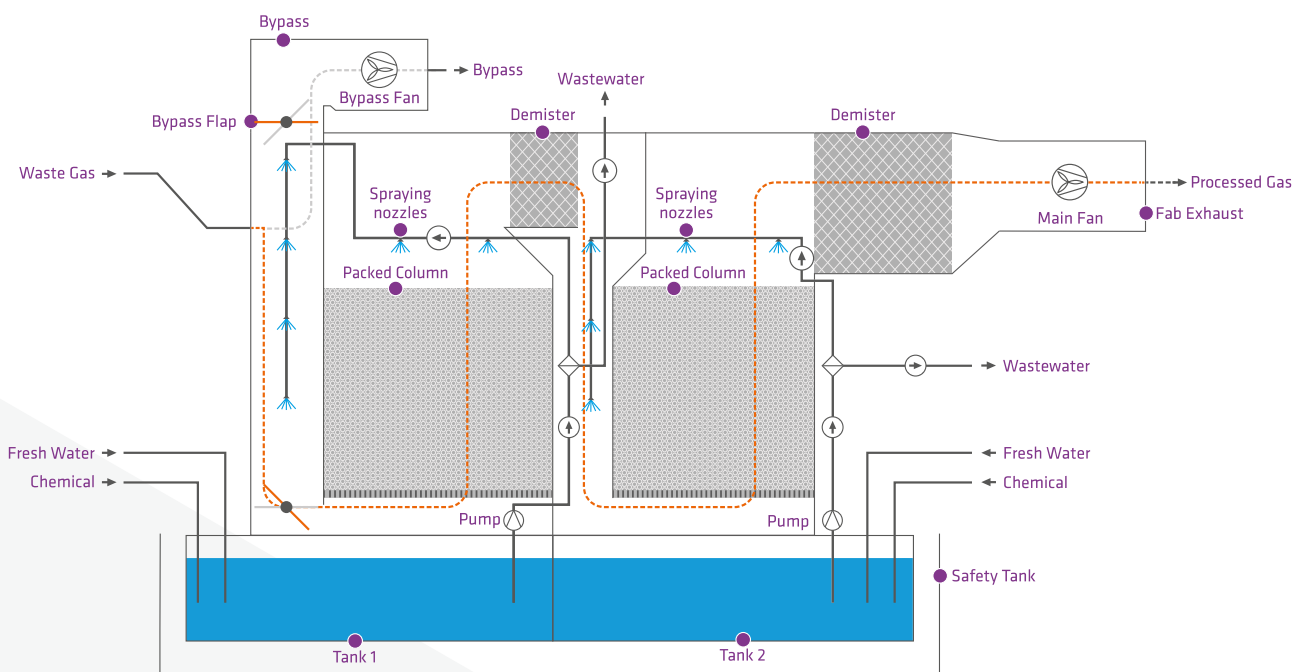 Bypass
Bypass
Wastewater
Bypass Fan
Demister
Demister
Bypass Flap
Waste Gas
Processed Gas
Spraying
nozzles
Spraying
nozzles
Main Fan
Fab Exhaust
Packed Column
Packed Column
Wastewater
Fresh Water
Fresh Water
Chemical
Chemical
Pump
Pump
Safety Tank
Tank 1
Tank 2